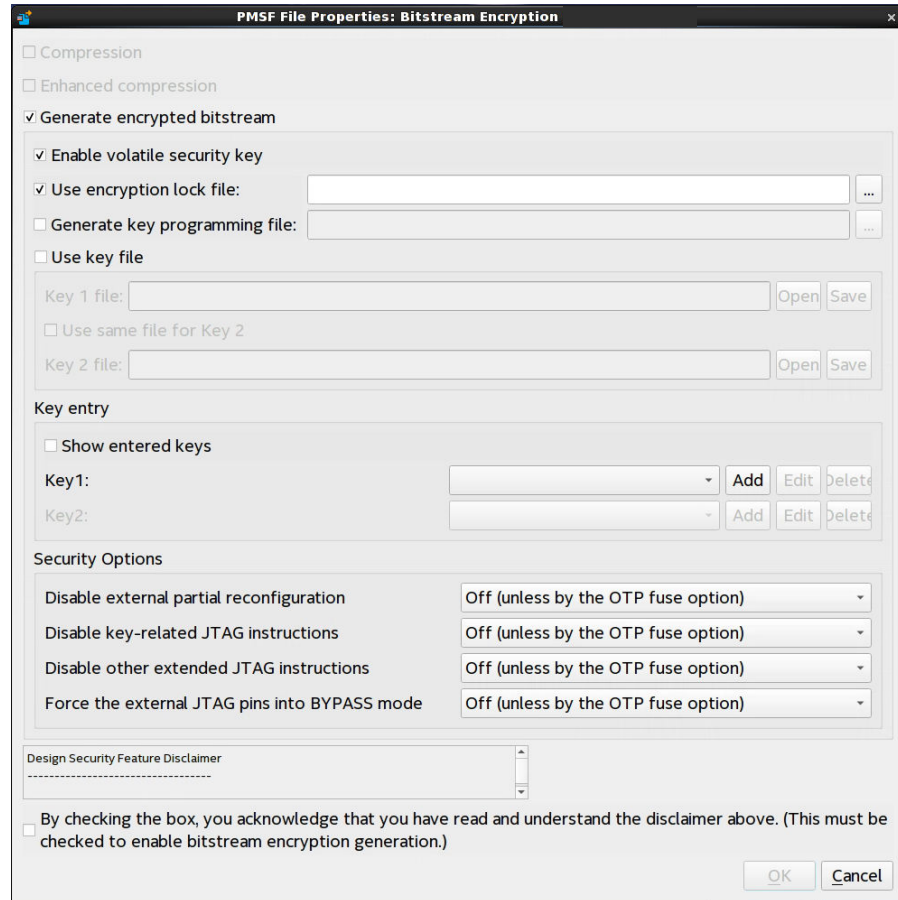 PMSF File Properties: Bitstream Encryption
Compression
Enhanced compression
Generate encrypted bitstream
Enable volatile security key
Use encryption lock file: ...
Generate key programming file: ...
Use key file
Key 1 file: Open Save
Use same file for Key 2
Key 2 file: Open Save
Key entry
Show entered keys
Key1: Add Edit Delete
Key2: Add Edit Delete
Security Options
Disable external partial reconfiguration Off (unless by the OTP fuse option)
Disable key-related JTAG instructions Off (unless by the OTP fuse option)
Disable other extended JTAG instructions Off (unless by the OTP fuse option)
Force the external JTAG pins into BYPASS mode Off (unless by the OTP fuse option)
Design Security Feature Disclaimer
----------------------------------
By checking the box, you acknowledge that you have read and understand the disclaimer above. (This must be
checked to enable bitstream encryption generation.)
OK Cancel